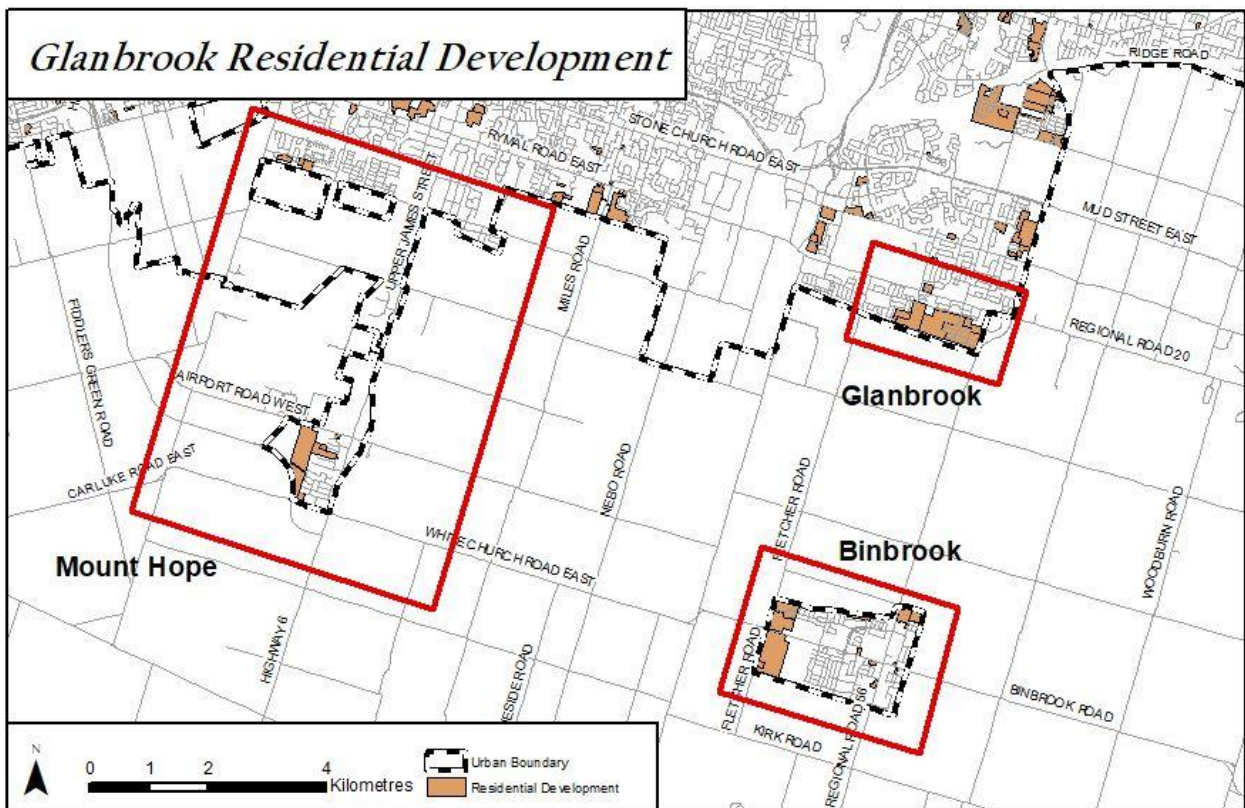 Glanbrook Residential Development
RIDGE ROAD
STONE CHURCH ROAD EAST
RYMAL ROAD EAST
UPPER JAMES STREET
MUD STREET EAST
MILES ROAD
FIDDLERS GREEN ROAD
REGIONAL ROAD 20
AIRPORT ROAD WEST
Glanbrook
CARLUKE ROAD EAST
NEBO ROAD
FLETCHER ROAD
WOODBURN ROAD
WHITE CHURCH ROAD EAST
Binbrook
Mount Hope
HIGHWAY 6
ESIDE ROAD
FLETCHER ROAD
BINBROOK ROAD
KIRK ROAD
REGIONAL ROAD 56
N
0 1 2 4
Kilometres
Urban Boundary
Residential Development